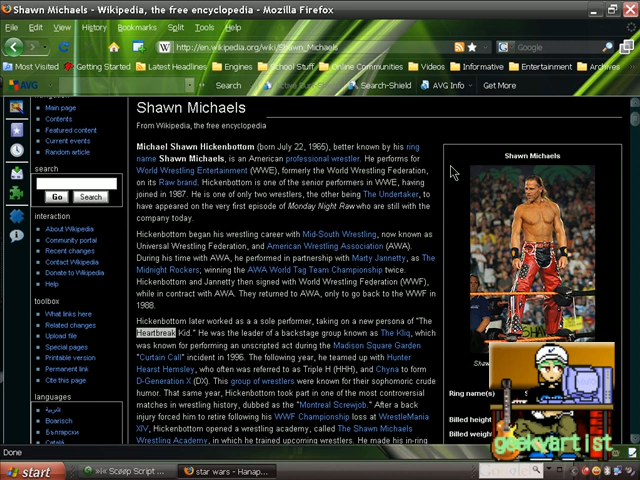 Shawn Michaels - Wikipedia, the free encyclopedia - Mozilla Firefox
File Edit View History Bookmarks Split Tools Help
http://en.wikipedia.org/wiki/Shawn_Michaels
Google
Most Visited Getting Started Latest Headlines Engines School Stuff Online Communities Videos Informative Entertainment Archives
AVG Search Search-Shield AVG Info Get More
Main page
Contents
Featured content
Current events
Random article
search
Go Search
interaction
About Wikipedia
Community portal
Recent changes
Contact Wikipedia
Donate to Wikipedia
Help
toolbox
What links here
Related changes
Upload file
Special pages
Printable version
Permanent link
Cite this page
languages
العربية
Boarisch
Български
Català
Shawn Michaels
From Wikipedia, the free encyclopedia
Michael Shawn Hickenbottom (born July 22, 1965), better known by his ring
name Shawn Michaels, is an American professional wrestler. He performs for
World Wrestling Entertainment (WWE), formerly the World Wrestling Federation,
on its Raw brand. Hickenbottom is one of the senior performers in WWE, having
joined in 1987. He is one of only two wrestlers, the other being The Undertaker, to
have appeared on the very first episode of Monday Night Raw who are still with the
company today.
Hickenbottom began his wrestling career with Mid-South Wrestling, now known as
Universal Wrestling Federation, and American Wrestling Association (AWA).
During his time with AWA, he performed in partnership with Marty Jannetty, as The
Midnight Rockers; winning the AWA World Tag Team Championship twice.
Hickenbottom and Jannetty then signed with World Wrestling Federation (WWF),
while in contract with AWA. They returned to AWA, only to go back to the WWF in
1988.
Hickenbottom later worked as a a sole performer, taking on a new persona of "The
Heartbreak Kid." He was the leader of a backstage group known as The Kliq, which
was known for performing an unscripted act during the Madison Square Garden
"Curtain Call" incident in 1996. The following year, he teamed up with Hunter
Hearst Hemsley, who often was referred to as Triple H (HHH), and Chyna to form
D-Generation X (DX). This group of wrestlers were known for their sophomoric crude
humor. That same year, Hickenbottom took part in one of the most controversial
matches in wrestling history, dubbed as the "Montreal Screwjob." After a back
injury forced him to retire following his WWF Championship loss at WrestleMania
XIV, Hickenbottom opened a wrestling academy, called The Shawn Michaels
Wrestling Academy, in which he trained upcoming wrestlers. He made his in-ring
Shawn Michaels
Ring name(s)
Billed height
Billed weight
geekyartist
Done
start
Scøøp Script ...
star wars - Hanap...